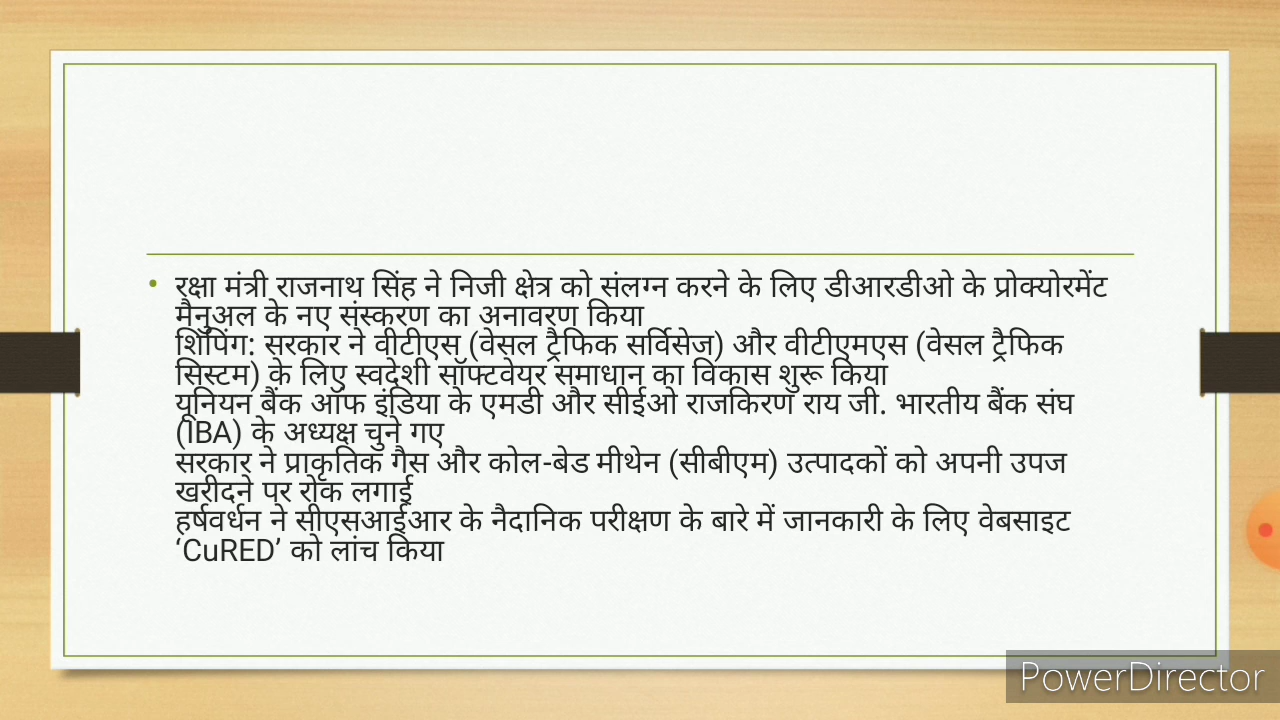 • रक्षा मंत्री राजनाथ सिंह ने निजी क्षेत्र को संलग्न करने के लिए डीआरडीओ के प्रोक्योरमेंट
मैनुअल के नए संस्करण का अनावरण किया
शिपिंग: सरकार ने वीटीएस (वेसल ट्रैफिक सर्विसेज) और वीटीएमएस (वेसल ट्रैफिक
सिस्टम) के लिए स्वदेशी सॉफ्टवेयर समाधान का विकास शुरू किया
यूनियन बैंक ऑफ इंडिया के एमडी और सीईओ राजकिरण राय जी. भारतीय बैंक संघ
(IBA) के अध्यक्ष चुने गए
सरकार ने प्राकृतिक गैस और कोल-बेड मीथेन (सीबीएम) उत्पादकों को अपनी उपज
खरीदने पर रोक लगाई
हर्षवर्धन ने सीएसआईआर के नैदानिक परीक्षण के बारे में जानकारी के लिए वेबसाइट
‘CuRED’ को लांच किया
PowerDirector